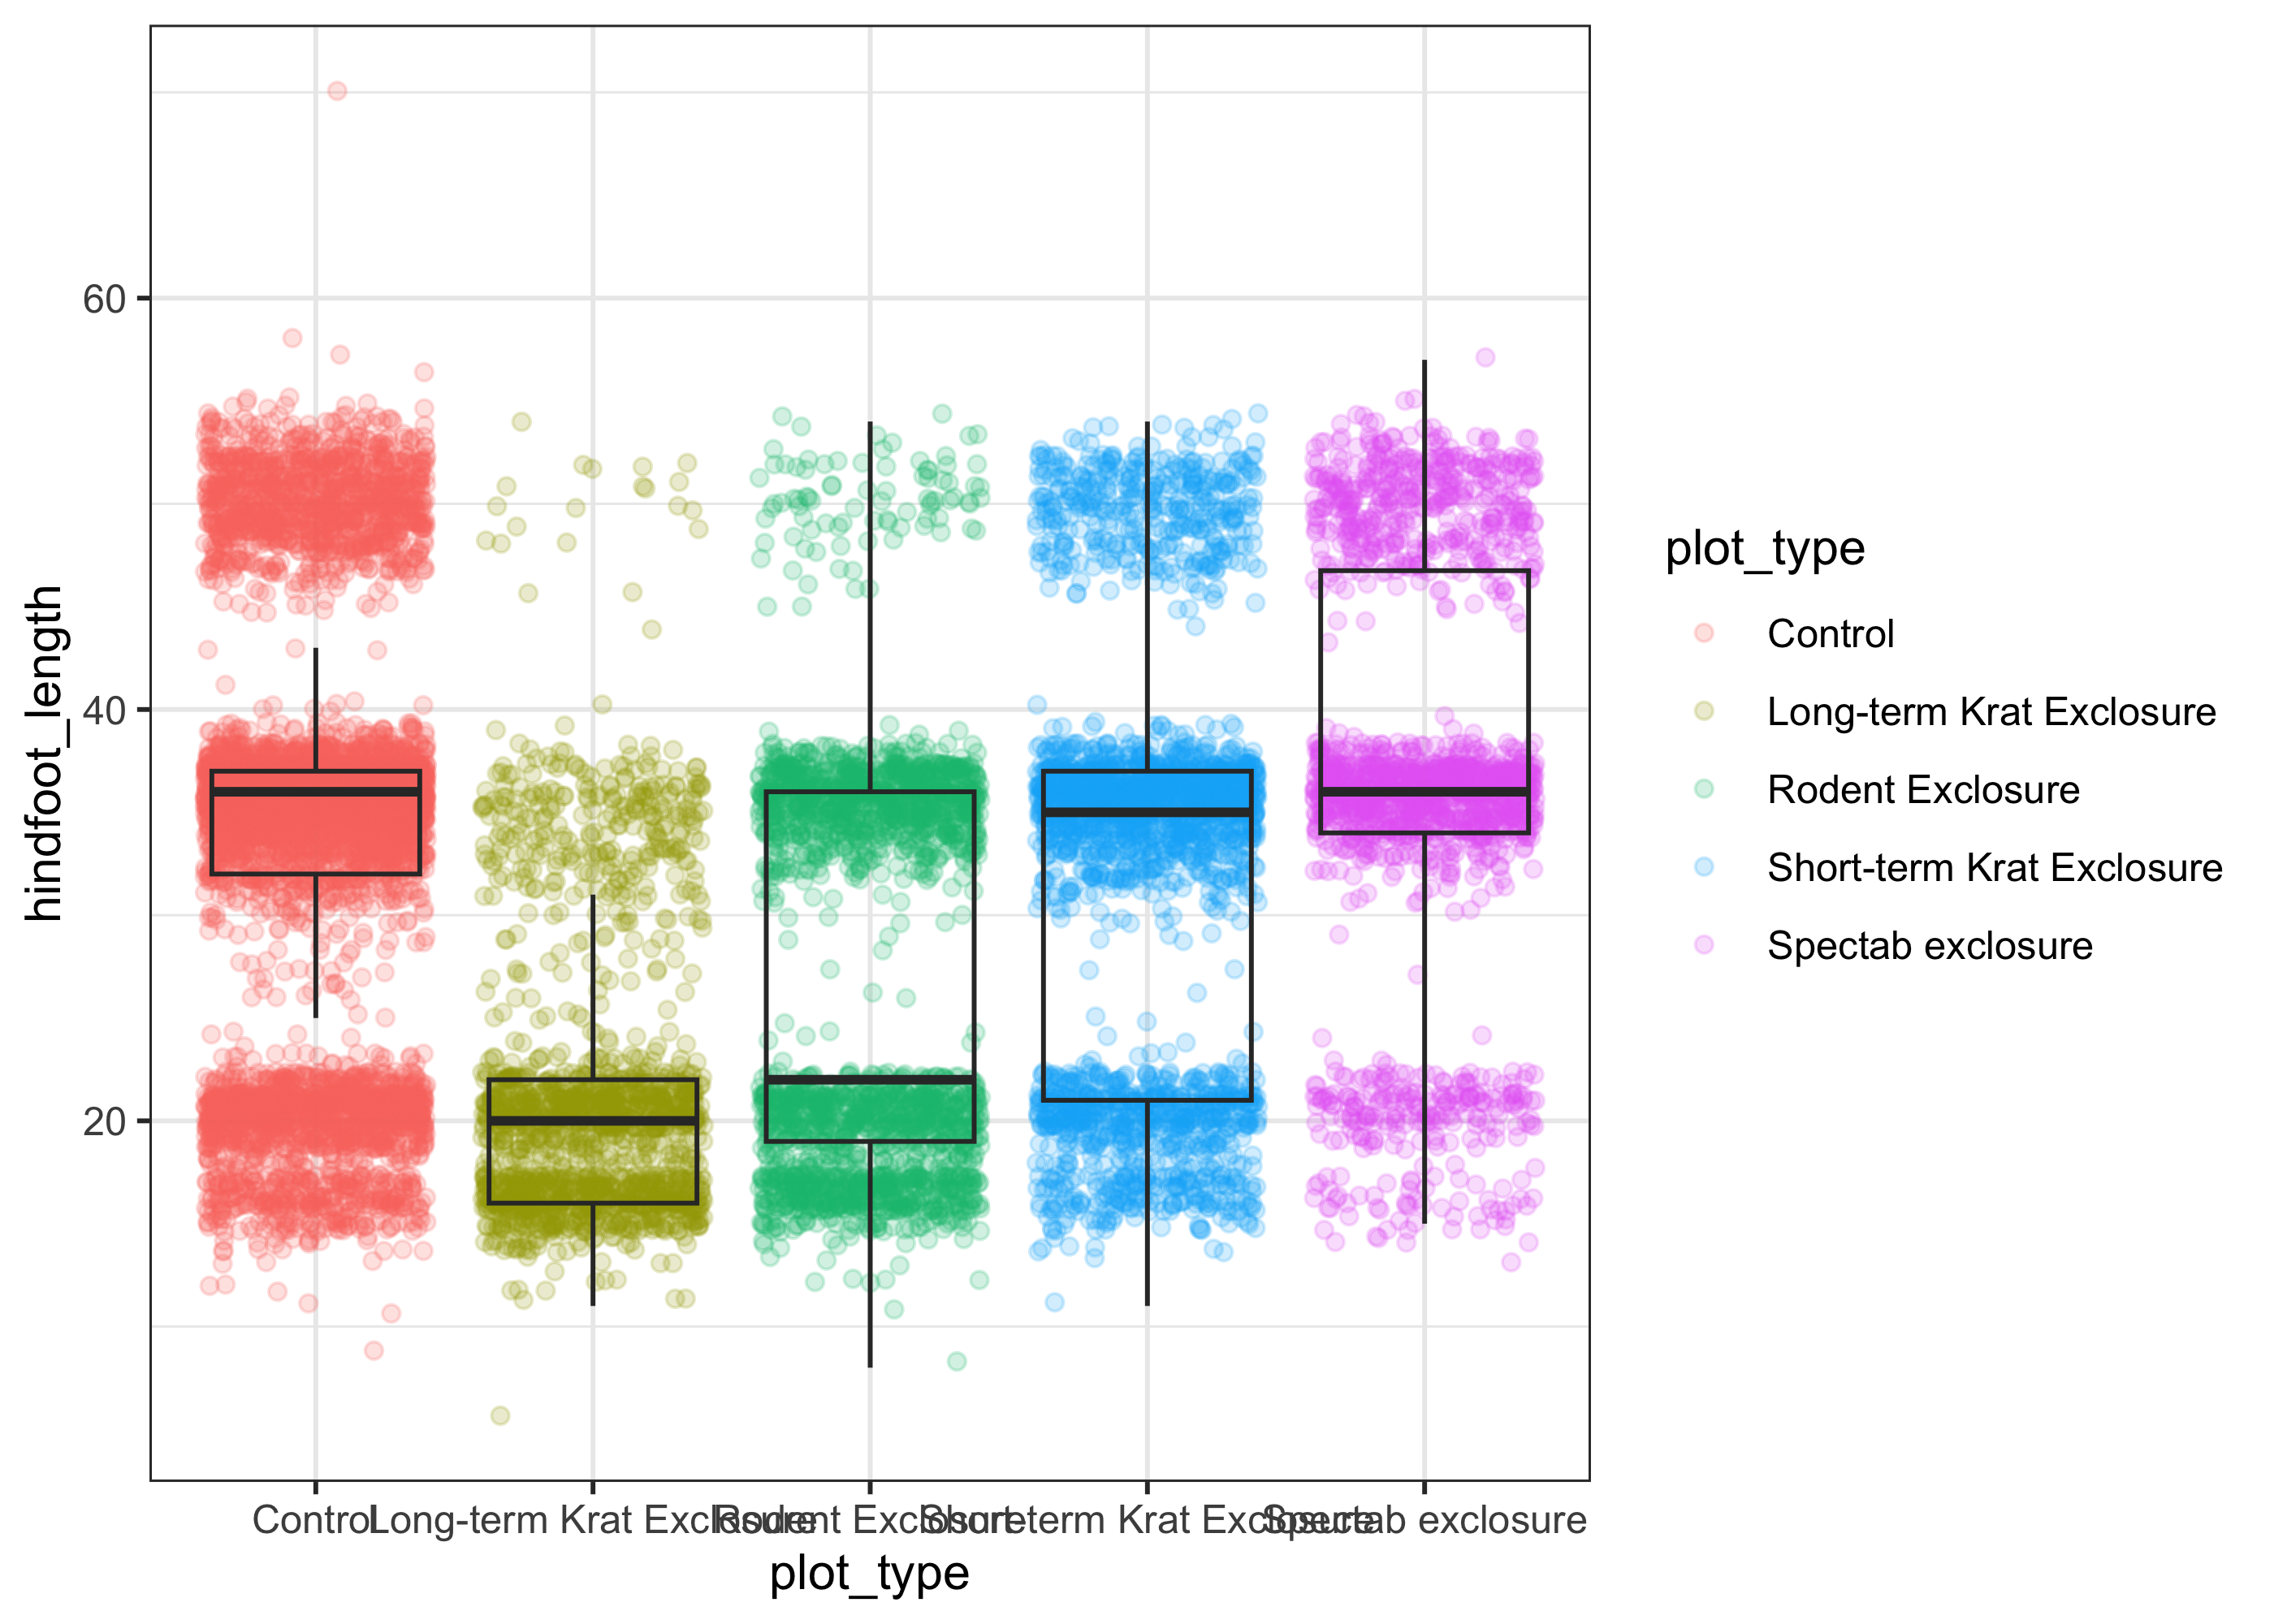 hindfoot_length
60
40
20
Control
Long-term Krat Exclosure
Rodent Exclosure
Short-term Krat Exclosure
Spectab exclosure
plot_type
plot_type
Control
Long-term Krat Exclosure
Rodent Exclosure
Short-term Krat Exclosure
Spectab exclosure